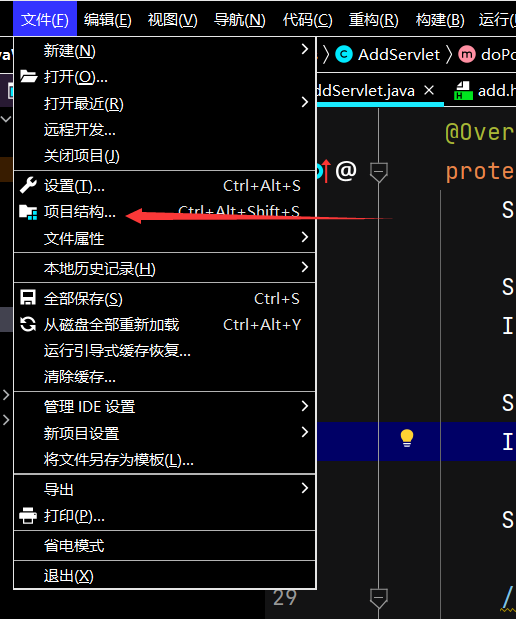 文件(F) 编辑(E) 视图(V) 导航(N) 代码(C) 重构(R) 构建(B) 运行(
AddServlet doPo
ddServlet.java × add.h
新建(N)
打开(O)...
打开最近(R)
远程开发...
关闭项目(J)
设置(T)... Ctrl+Alt+S
项目结构... Ctrl+Alt+Shift+S
文件属性
本地历史记录(H)
全部保存(S) Ctrl+S
从磁盘全部重新加载 Ctrl+Alt+Y
运行引导式缓存恢复...
清除缓存...
管理 IDE 设置
新项目设置
将文件另存为模板(L)...
导出
打印(P)...
省电模式
退出(X)
@Over
@ prote
S
S
I
S
I
S
29 /